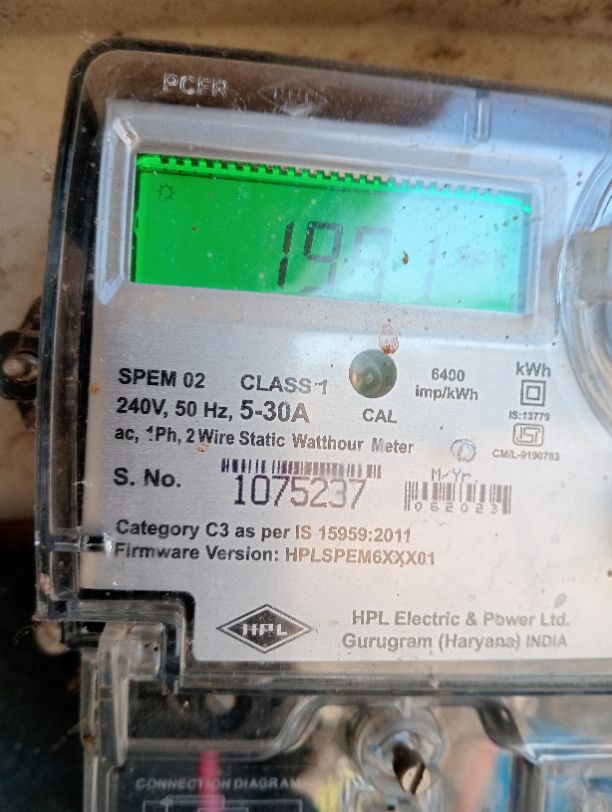 PCER
HPL
1991
SPEM 02 CLASS 1 6400 imp/kWh kWh
240V, 50 Hz, 5-30A CAL IS:13779
ac, 1Ph, 2 Wire Static Watthour Meter CM/L-9190783
S. No. 1075237 M/Yr. 062023
Category C3 as per IS 15959:2011
Firmware Version: HPLSPEM6XXX01
HPL HPL Electric & Power Ltd.
Gurugram (Haryana) INDIA
CONNECTION DIAGRAM